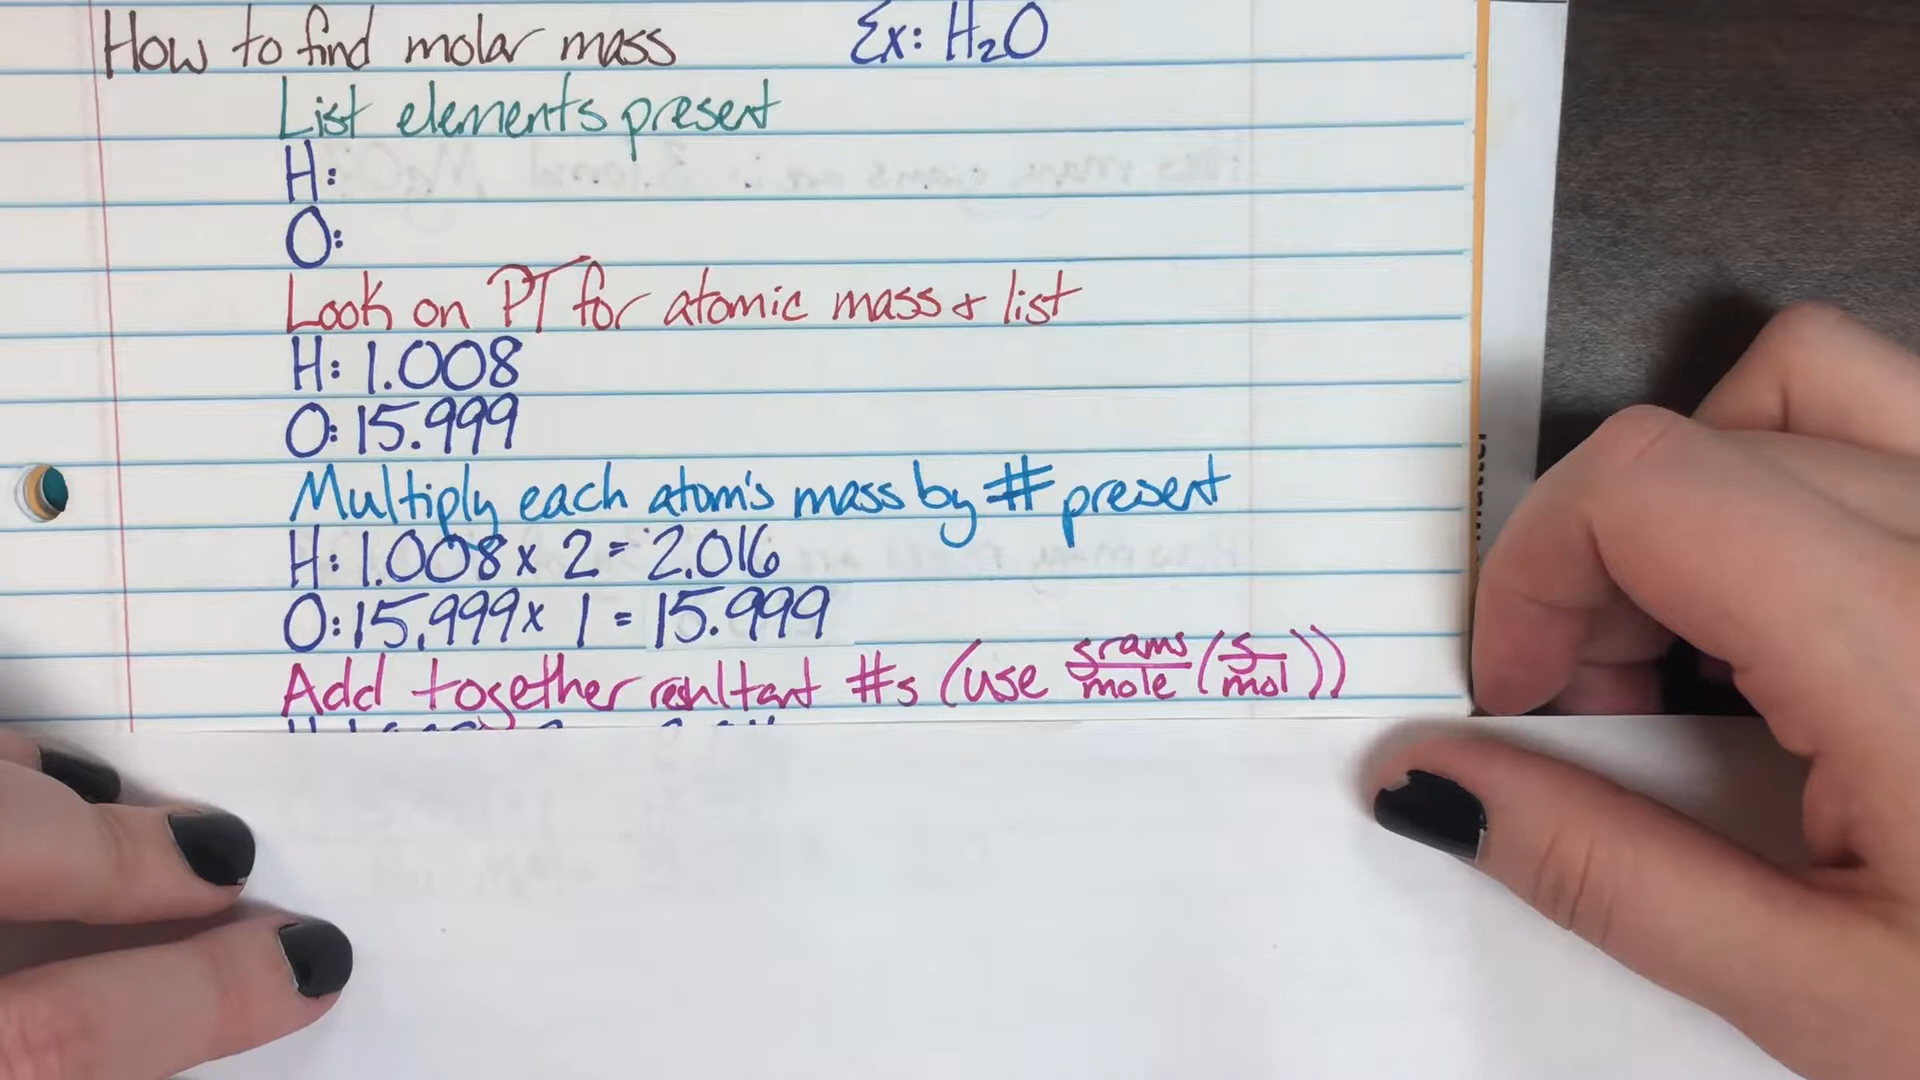 How to find molar mass Ex: H₂O
List elements present
H:
O:
Look on PT for atomic mass & list
H: 1.008
O: 15.999
Multiply each atom's mass by # present
H: 1.008 x 2 = 2.016
O: 15.999 x 1 = 15.999
Add together resultant #s (use grams/mole (g/mol))